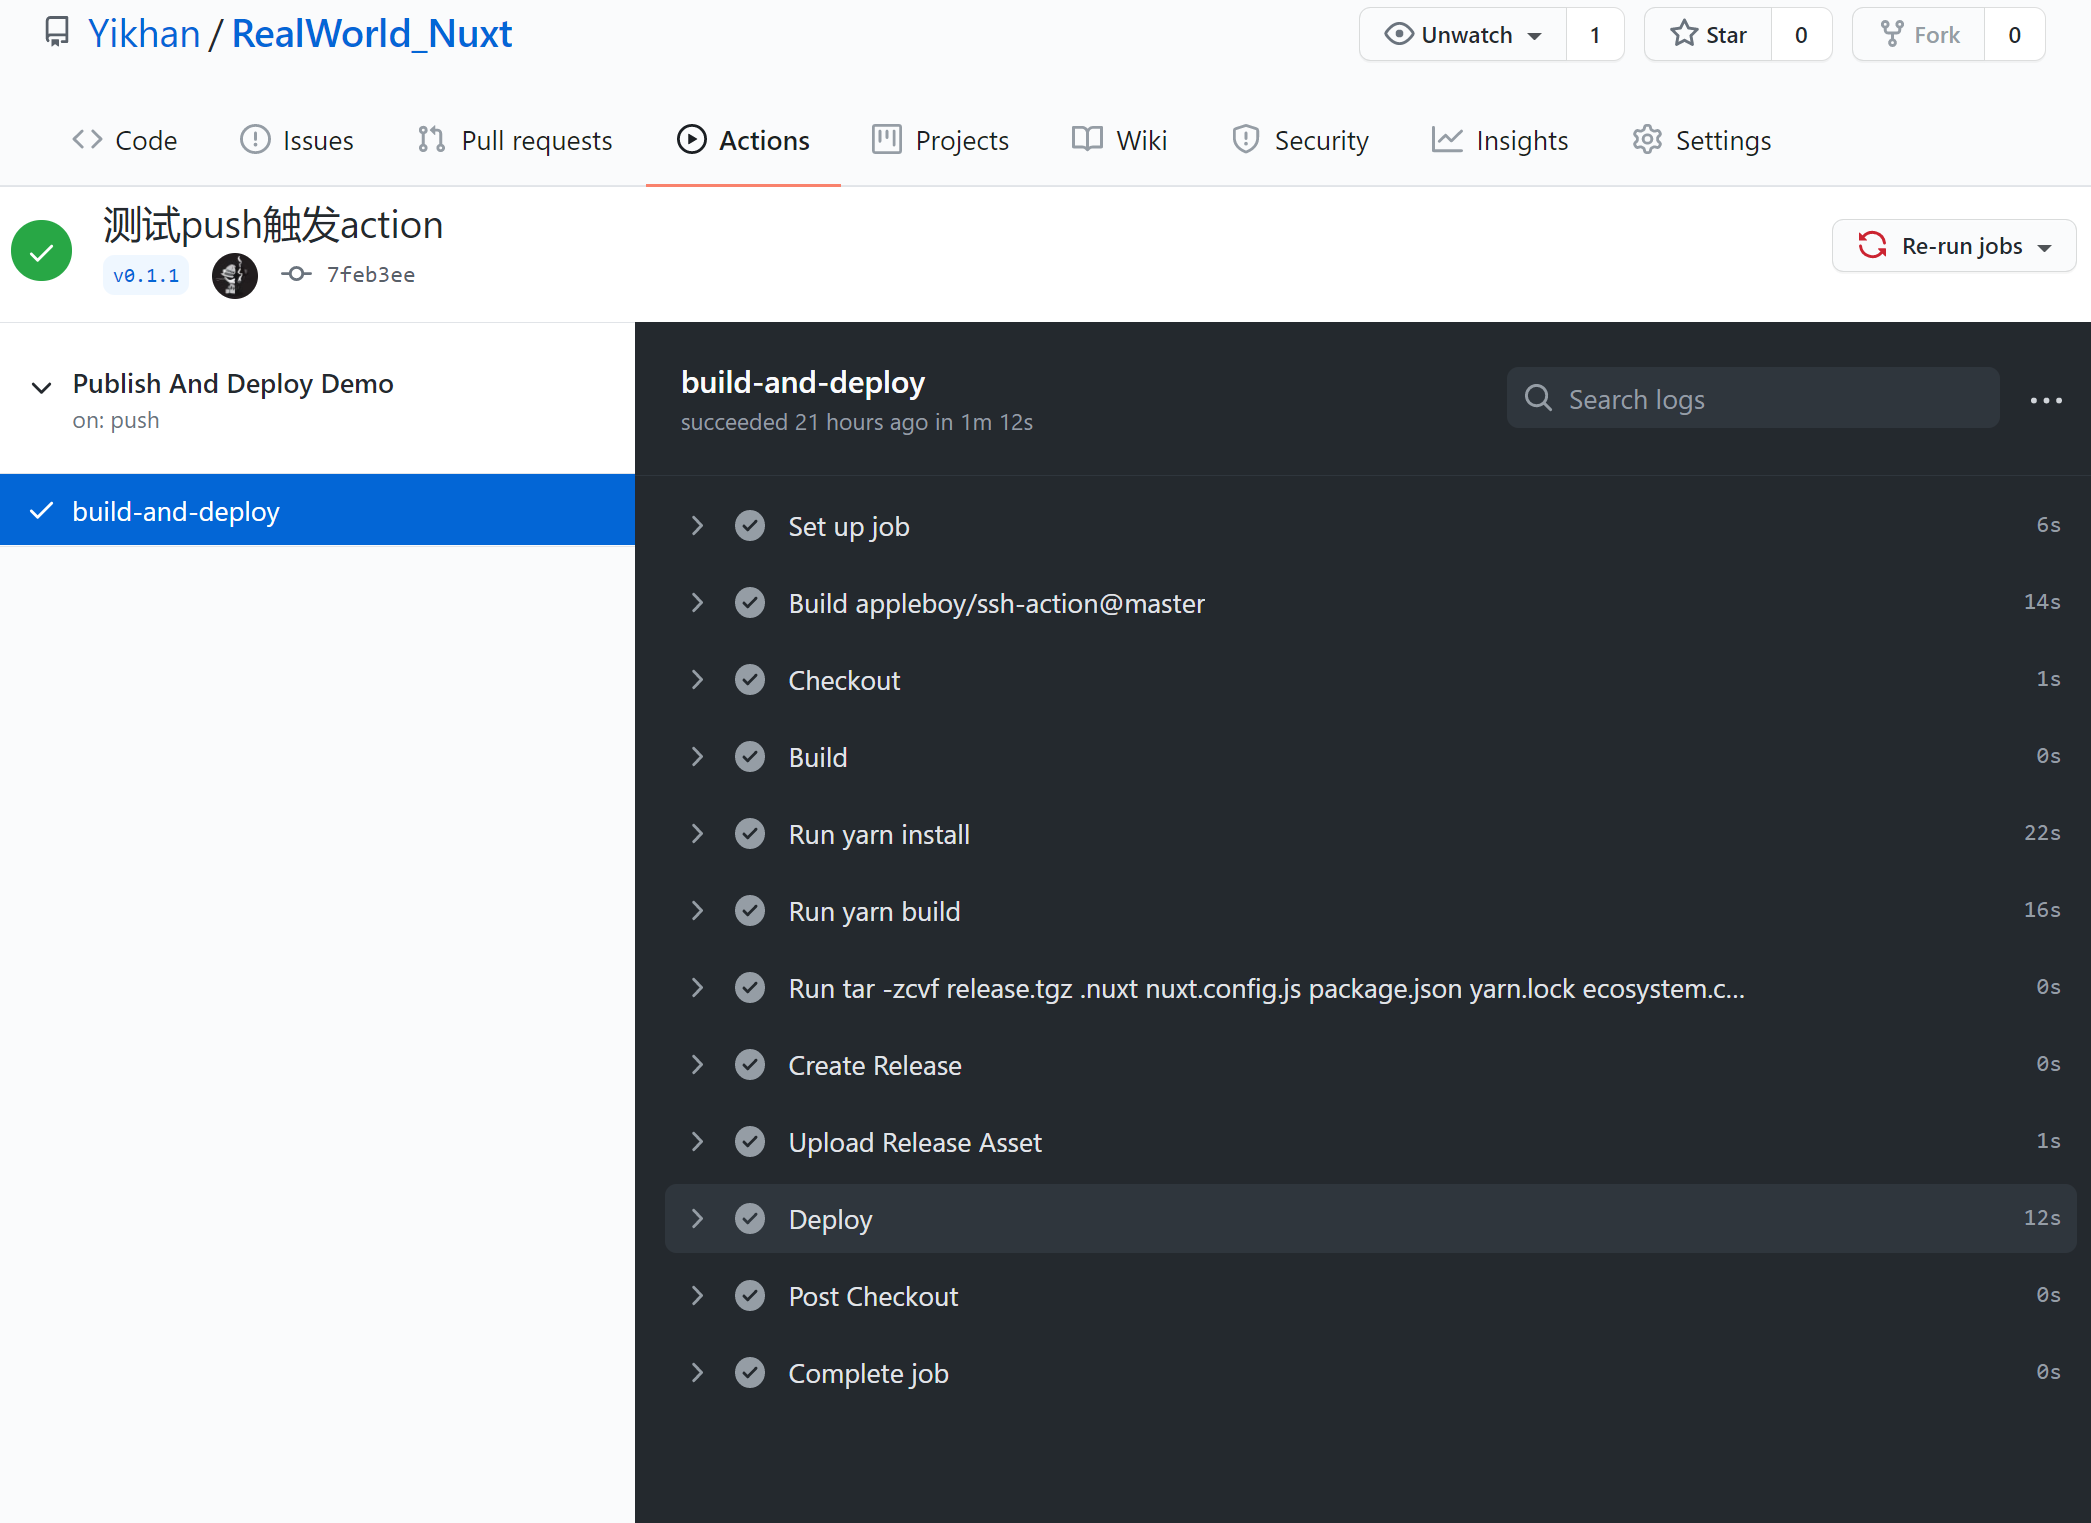 Yikhan / RealWorld_Nuxt
Unwatch 1
Star 0
Fork 0
Code
Issues
Pull requests
Actions
Projects
Wiki
Security
Insights
Settings
测试push触发action
v0.1.1
7feb3ee
Re-run jobs
Publish And Deploy Demo
on: push
build-and-deploy
build-and-deploy
succeeded 21 hours ago in 1m 12s
Search logs
Set up job 6s
Build appleboy/ssh-action@master 14s
Checkout 1s
Build 0s
Run yarn install 22s
Run yarn build 16s
Run tar -zcvf release.tgz .nuxt nuxt.config.js package.json yarn.lock ecosystem.c... 0s
Create Release 0s
Upload Release Asset 1s
Deploy 12s
Post Checkout 0s
Complete job 0s